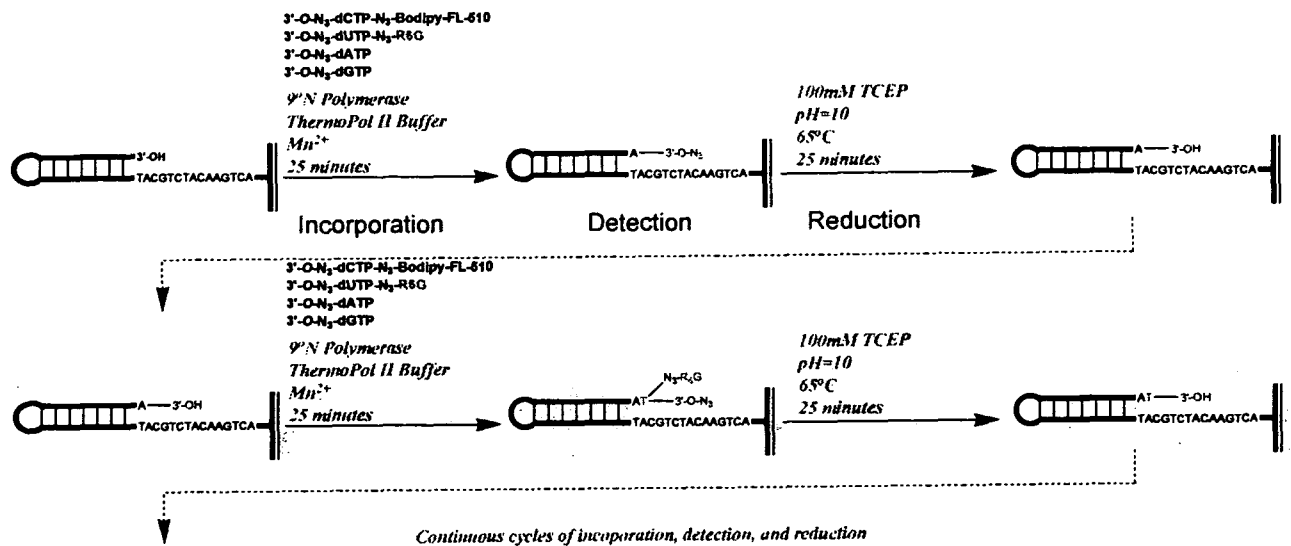 3'-O-N₃-dCTP-N₃-Bodipy-FL-510
3'-O-N₃-dUTP-N₃-R6G
3'-O-N₃-dATP
3'-O-N₃-dGTP
9°N Polymerase
ThermoPol II Buffer
Mn²⁺
25 minutes
100mM TCEP
pH=10
65°C
25 minutes
3'-OH
TACGTCTACAAGTCA
A
3'-O-N₃
TACGTCTACAAGTCA
A
3'-OH
TACGTCTACAAGTCA
Incorporation
Detection
Reduction
3'-O-N₃-dCTP-N₃-Bodipy-FL-510
3'-O-N₃-dUTP-N₃-R6G
3'-O-N₃-dATP
3'-O-N₃-dGTP
9°N Polymerase
ThermoPol II Buffer
Mn²⁺
25 minutes
100mM TCEP
pH=10
65°C
25 minutes
A
3'-OH
TACGTCTACAAGTCA
N₃-R₆G
AT
3'-O-N₃
TACGTCTACAAGTCA
AT
3'-OH
TACGTCTACAAGTCA
Continuous cycles of incoporation, detection, and reduction